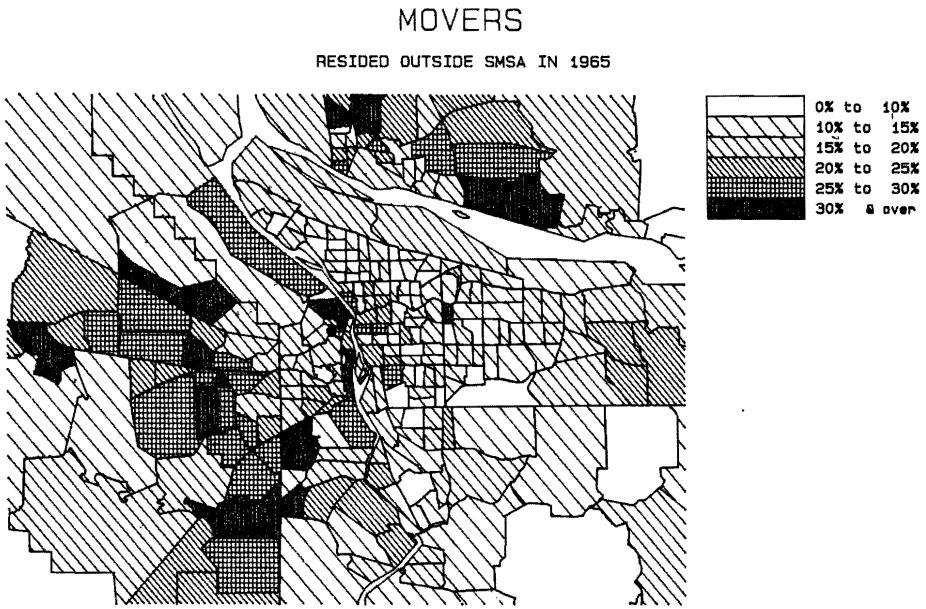 MOVERS
RESIDED OUTSIDE SMSA IN 1965
0% to 10%
10% to 15%
15% to 20%
20% to 25%
25% to 30%
30% & over